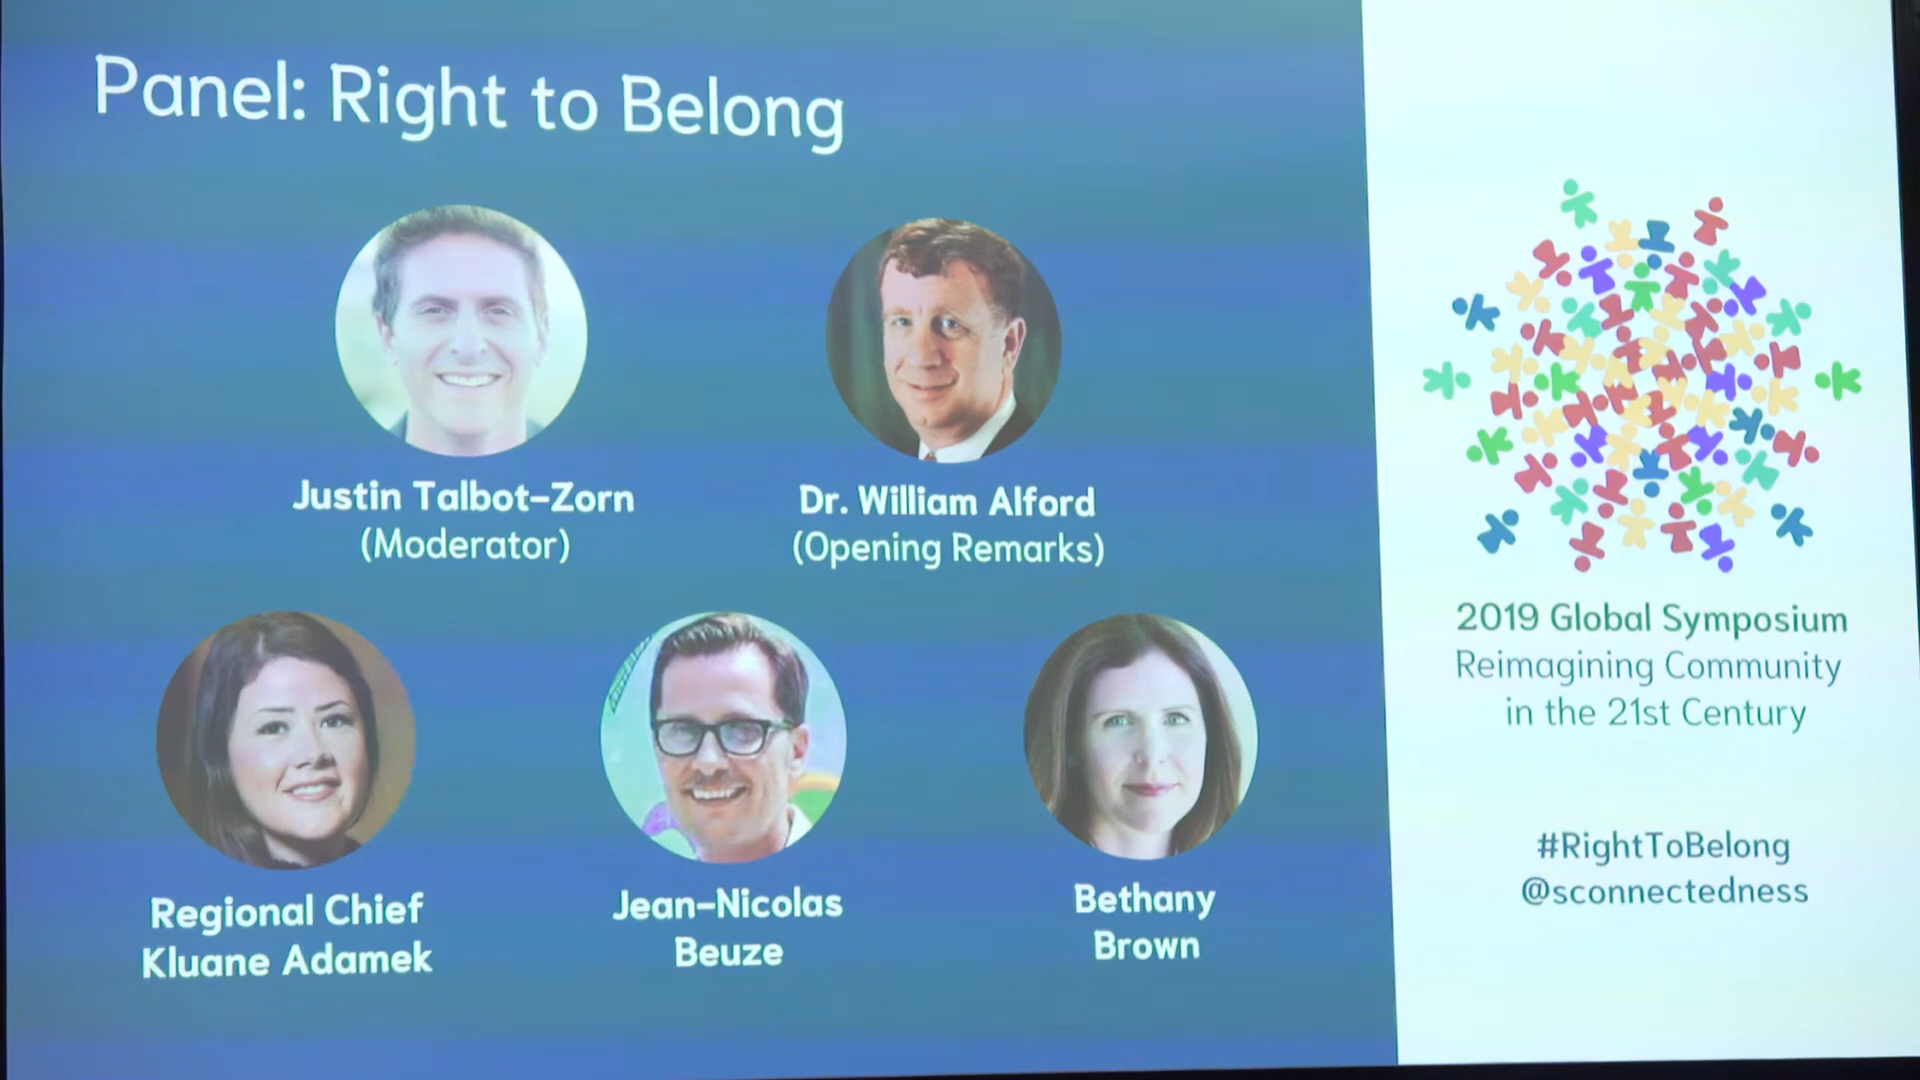 Panel: Right to Belong
Justin Talbot-Zorn
(Moderator)
Dr. William Alford
(Opening Remarks)
Regional Chief
Kluane Adamek
Jean-Nicolas
Beuze
Bethany
Brown
2019 Global Symposium
Reimagining Community
in the 21st Century
#RightToBelong
@sconnectedness